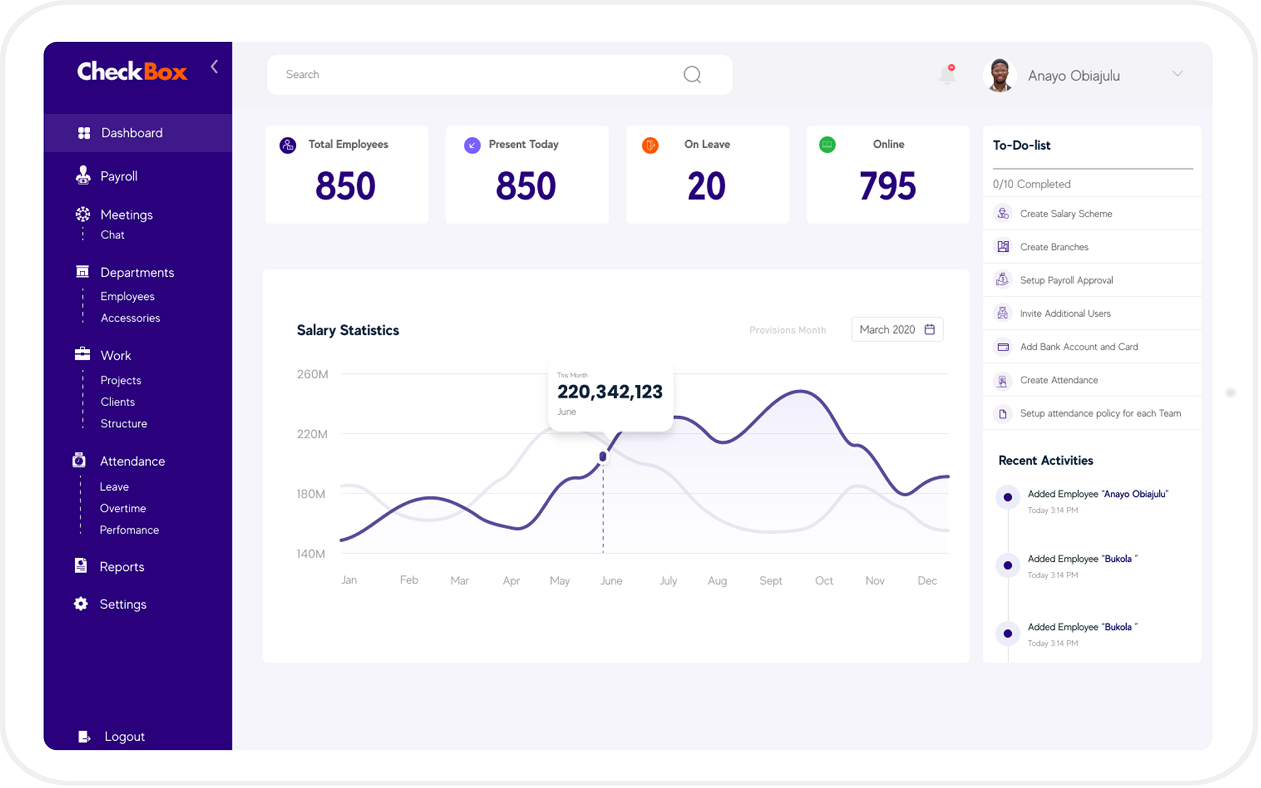 CheckBox
Dashboard
Payroll
Meetings
Chat
Departments
Employees
Accessories
Work
Projects
Clients
Structure
Attendance
Leave
Overtime
Perfomance
Reports
Settings
Logout
Search
Anayo Obiajulu
Total Employees
850
Present Today
850
On Leave
20
Online
795
Salary Statistics
Provisions Month
March 2020
260M
220M
180M
140M
This Month
220,342,123
June
Jan Feb Mar Apr May June July Aug Sept Oct Nov Dec
To-Do-list
0/10 Completed
Create Salary Scheme
Create Branches
Setup Payroll Approval
Invite Additional Users
Add Bank Account and Card
Create Attendance
Setup attendance policy for each Team
Recent Activities
Added Employee “Anayo Obiajulu”
Today 3:14 PM
Added Employee “Bukola ”
Today 3:14 PM
Added Employee “Bukola ”
Today 3:14 PM